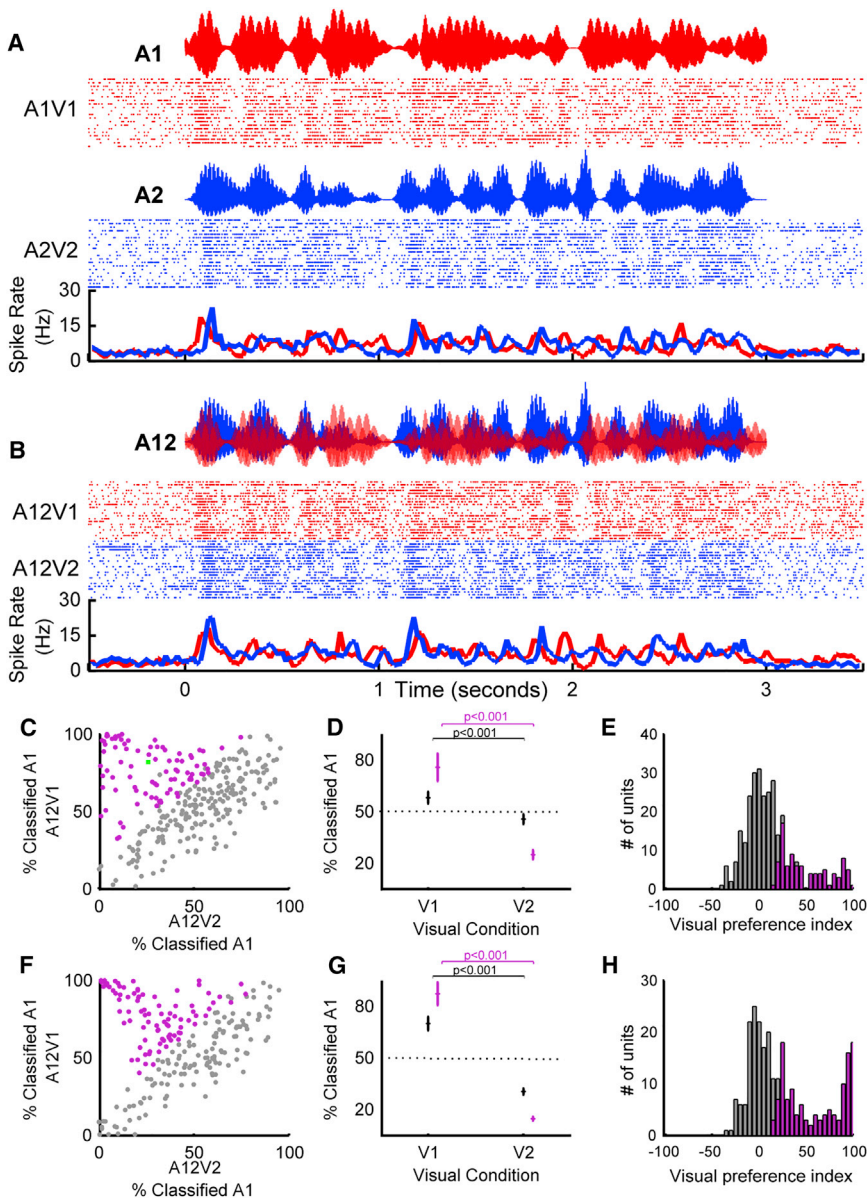 A
A1
A1V1
A2
A2V2
Spike Rate
(Hz)
30
15
0
B
A12
A12V1
A12V2
Spike Rate
(Hz)
30
15
0
0
1
Time (seconds)
2
3
C
% Classified A1
A12V1
100
50
0
0
50
100
A12V2
% Classified A1
D
p<0.001
p<0.001
% Classified A1
80
50
20
V1
V2
Visual Condition
E
# of units
40
30
20
10
0
-100
-50
0
50
100
Visual preference index
F
% Classified A1
A12V1
100
50
0
0
50
100
A12V2
% Classified A1
G
p<0.001
p<0.001
% Classified A1
80
50
20
V1
V2
Visual Condition
H
# of units
30
20
10
0
-100
-50
0
50
100
Visual preference index